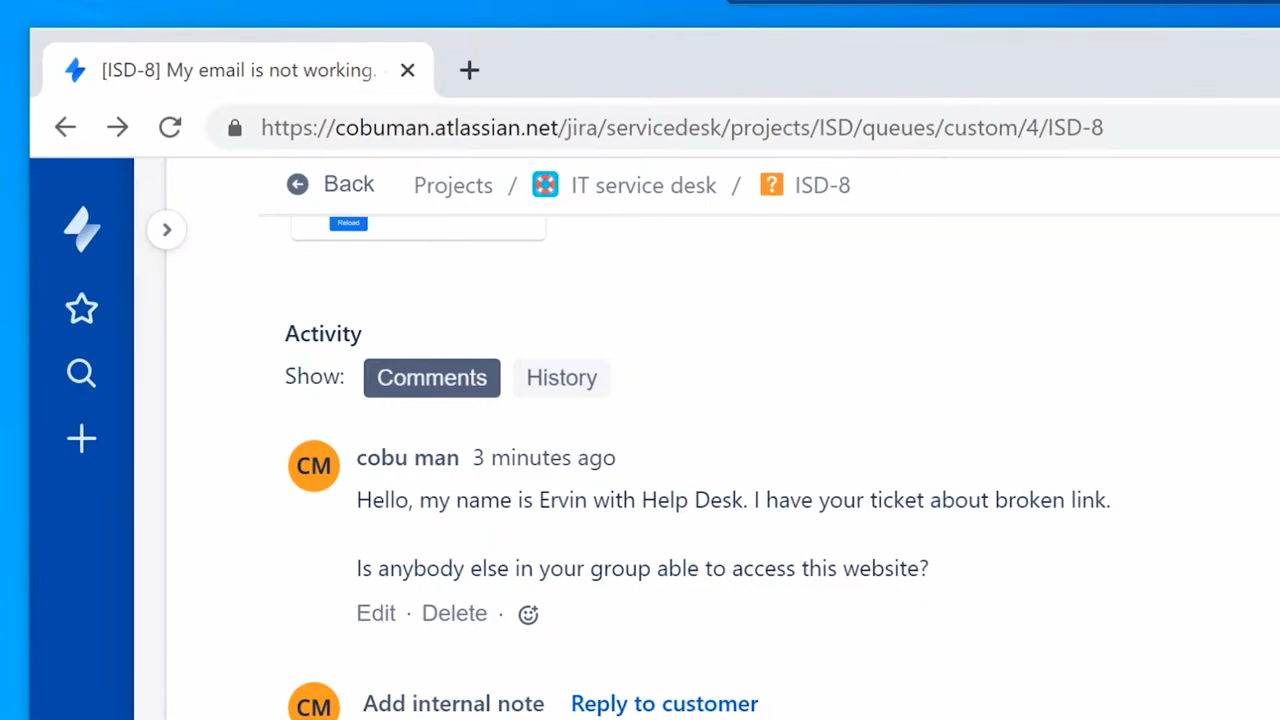 [ISD-8] My email is not working.
https://cobuman.atlassian.net/jira/servicedesk/projects/ISD/queues/custom/4/ISD-8
Back Projects / IT service desk / ? ISD-8
Reload
Activity
Show: Comments History
CM cobu man 3 minutes ago
Hello, my name is Ervin with Help Desk. I have your ticket about broken link.
Is anybody else in your group able to access this website?
Edit · Delete ·
CM Add internal note Reply to customer